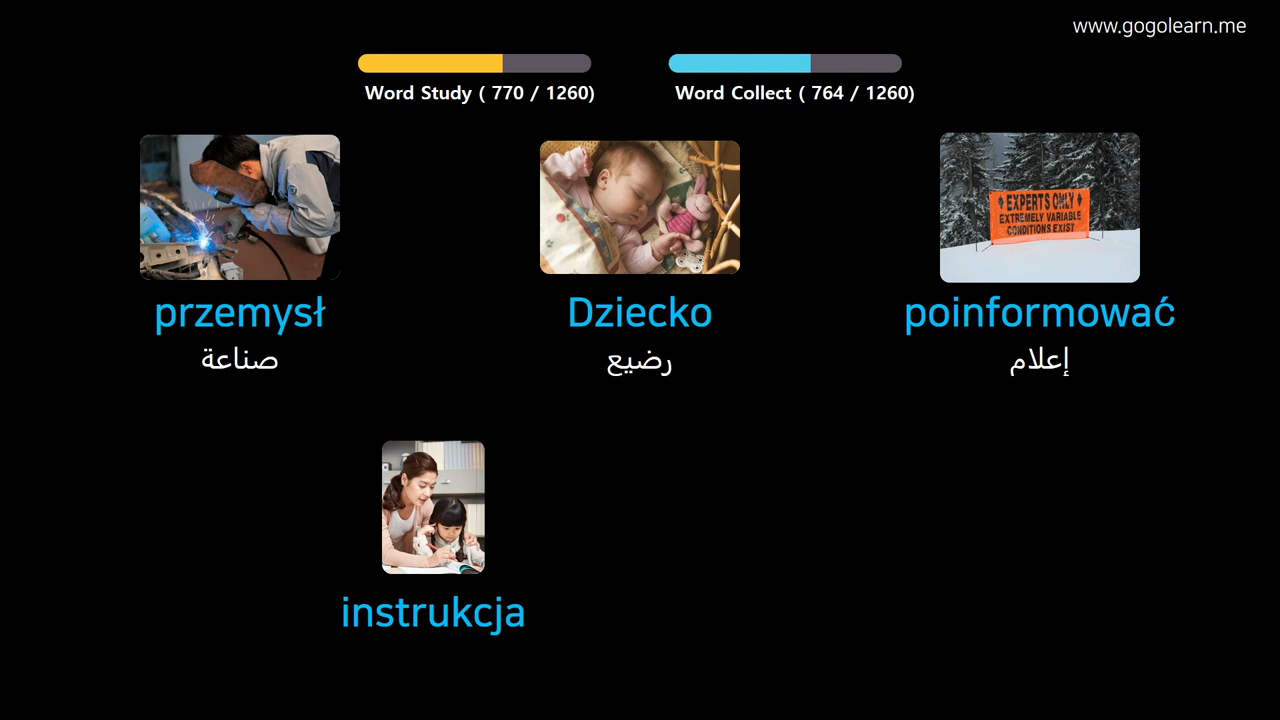 www.gogolearn.me
Word Study ( 770 / 1260)
Word Collect ( 764 / 1260)
EXPERTS ONLY
EXTREMELY VARIABLE
CONDITIONS EXIST
przemysł
Dziecko
poinformować
صناعة
رضيع
إعلام
instrukcja